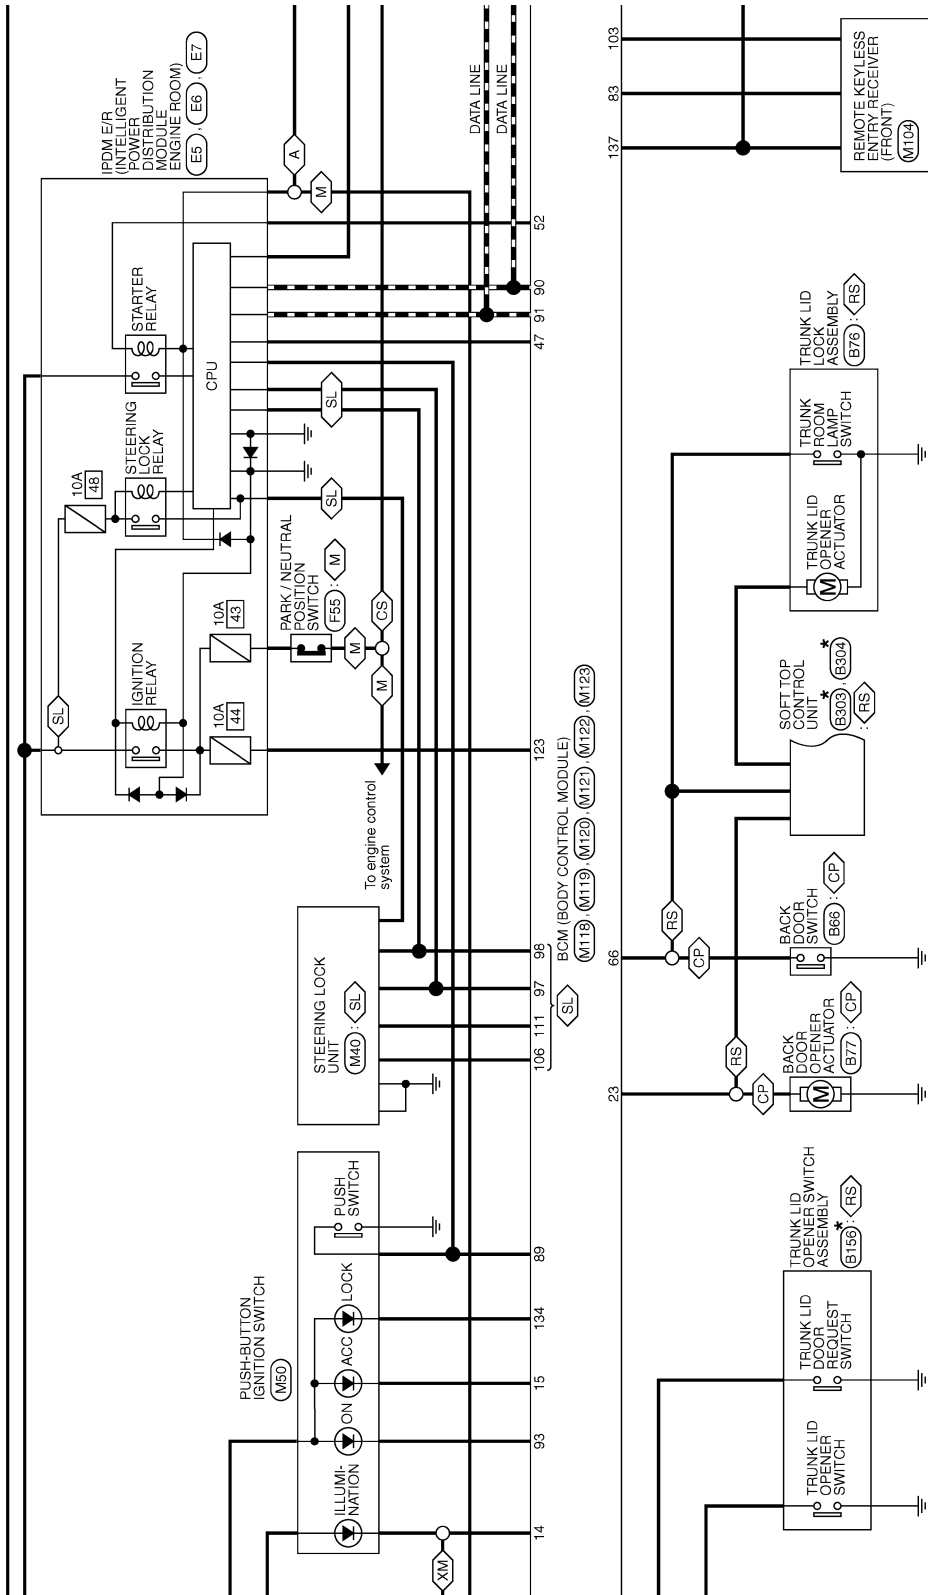 IPDM E/R
(INTELLIGENT
POWER
DISTRIBUTION
MODULE
ENGINE ROOM)
E5 , E6 , E7
A
M
DATA LINE
DATA LINE
STARTER
RELAY
CPU
STEERING
LOCK
RELAY
10A
48
SL
SL
SL
IGNITION
RELAY
10A
43
10A
44
PARK / NEUTRAL
POSITION
SWITCH
F55 : M
M
CS
M
To engine control
system
52
90
91
47
123
98
97
111
106
SL
89
134
15
93
14
BCM (BODY CONTROL MODULE)
M118 , M119 , M120 , M121 , M122 , M123
STEERING LOCK
UNIT
M40 : SL
PUSH-BUTTON
IGNITION SWITCH
M50
PUSH
SWITCH
LOCK
ACC
ON
ILLUMI-
NATION
XM
103
83
137
66
23
REMOTE KEYLESS
ENTRY RECEIVER
(FRONT)
M104
TRUNK LID
LOCK
ASSEMBLY
B76 : RS
TRUNK
ROOM
LAMP
SWITCH
TRUNK LID
OPENER
ACTUATOR
M
SOFT TOP
CONTROL
UNIT
B303* , B304*
: RS
RS
CP
BACK
DOOR
SWITCH
B66 : CP
RS
CP
BACK
DOOR
OPENER
ACTUATOR
B77 : CP
M
TRUNK LID
OPENER SWITCH
ASSEMBLY
B156* : RS
TRUNK LID
DOOR
REQUEST
SWITCH
TRUNK LID
OPENER
SWITCH